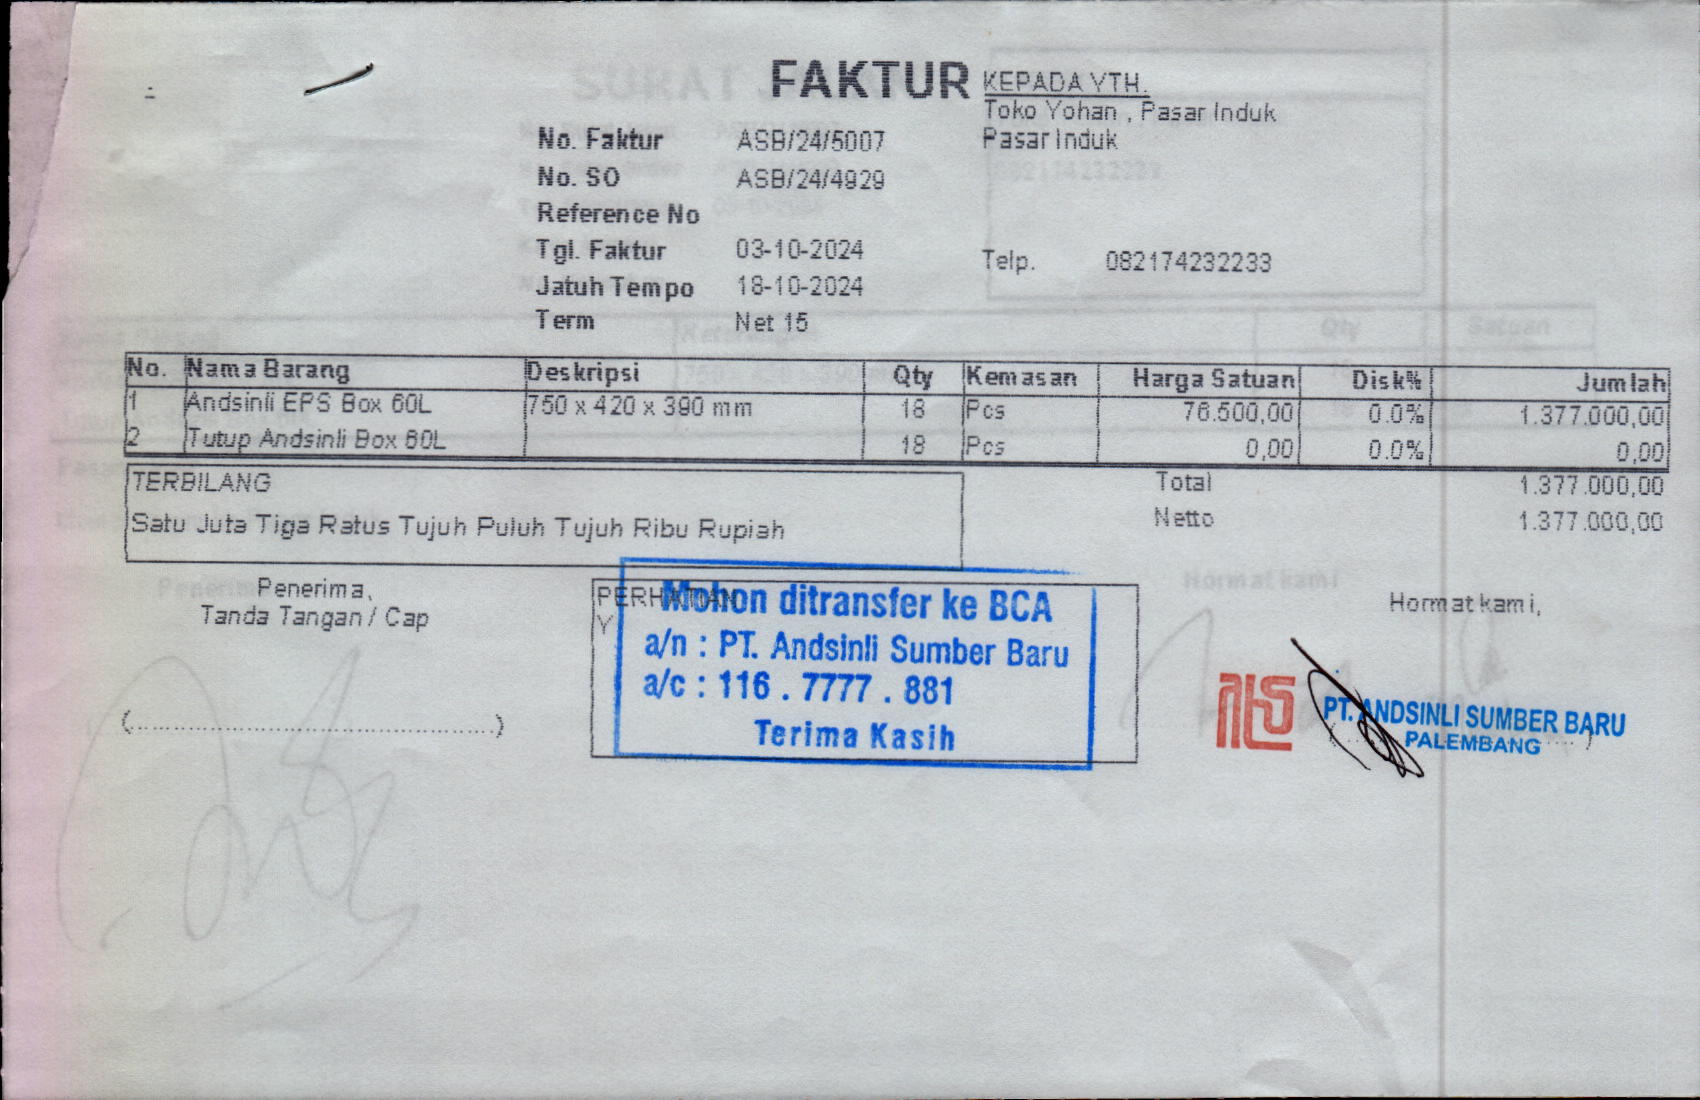 FAKTUR
KEPADA YTH.
Toko Yohan , Pasar Induk
Pasar Induk
No. Faktur ASB/24/5007
No. SO ASB/24/4929
Reference No
Tgl. Faktur 03-10-2024
Telp. 082174232233
Jatuh Tempo 18-10-2024
Term Net 15
No. Nama Barang Deskripsi Qty Kemasan Harga Satuan Disk% Jumlah
1 Andsinli EPS Box 60L 750 x 420 x 390 mm 18 Pcs 76.500,00 0.0% 1.377.000,00
2 Tutup Andsinli Box 60L 18 Pcs 0,00 0.0% 0,00
TERBILANG
Satu Juta Tiga Ratus Tujuh Puluh Tujuh Ribu Rupiah
Total 1.377.000,00
Netto 1.377.000,00
Penerima,
Tanda Tangan / Cap
(.....................................................)
PERHATIAN
Y
Mohon ditransfer ke BCA
a/n : PT. Andsinli Sumber Baru
a/c : 116 . 7777 . 881
Terima Kasih
Hormat kami,
PT. ANDSINLI SUMBER BARU
PALEMBANG